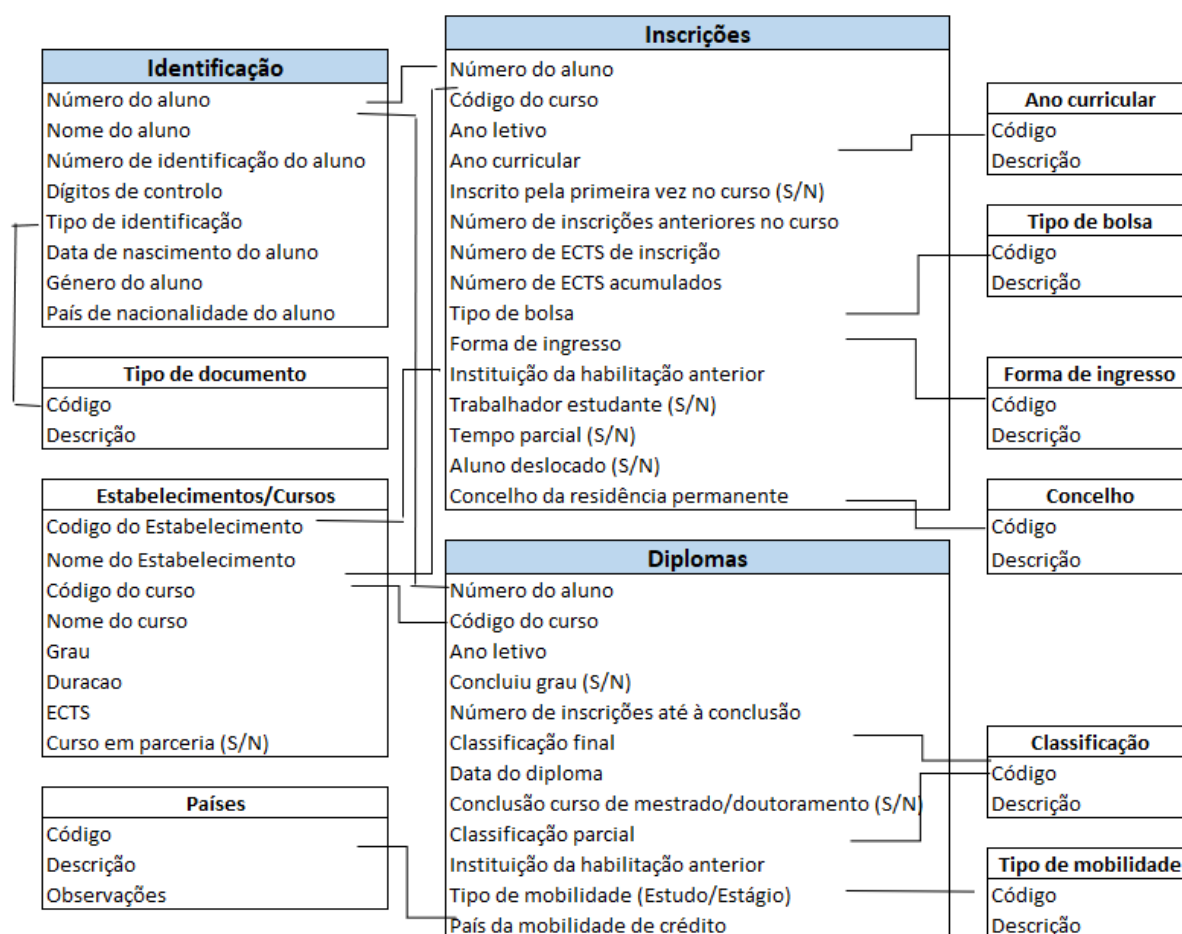 Identificação
Número do aluno
Nome do aluno
Número de identificação do aluno
Dígitos de controlo
Tipo de identificação
Data de nascimento do aluno
Género do aluno
País de nacionalidade do aluno
Tipo de documento
Código
Descrição
Estabelecimentos/Cursos
Codigo do Estabelecimento
Nome do Estabelecimento
Código do curso
Nome do curso
Grau
Duracao
ECTS
Curso em parceria (S/N)
Países
Código
Descrição
Observações
Inscrições
Número do aluno
Código do curso
Ano letivo
Ano curricular
Inscrito pela primeira vez no curso (S/N)
Número de inscrições anteriores no curso
Número de ECTS de inscrição
Número de ECTS acumulados
Tipo de bolsa
Forma de ingresso
Instituição da habilitação anterior
Trabalhador estudante (S/N)
Tempo parcial (S/N)
Aluno deslocado (S/N)
Concelho da residência permanente
Diplomas
Número do aluno
Código do curso
Ano letivo
Concluiu grau (S/N)
Número de inscrições até à conclusão
Classificação final
Data do diploma
Conclusão curso de mestrado/doutoramento (S/N)
Classificação parcial
Instituição da habilitação anterior
Tipo de mobilidade (Estudo/Estágio)
País da mobilidade de crédito
Ano curricular
Código
Descrição
Tipo de bolsa
Código
Descrição
Forma de ingresso
Código
Descrição
Concelho
Código
Descrição
Classificação
Código
Descrição
Tipo de mobilidade
Código
Descrição